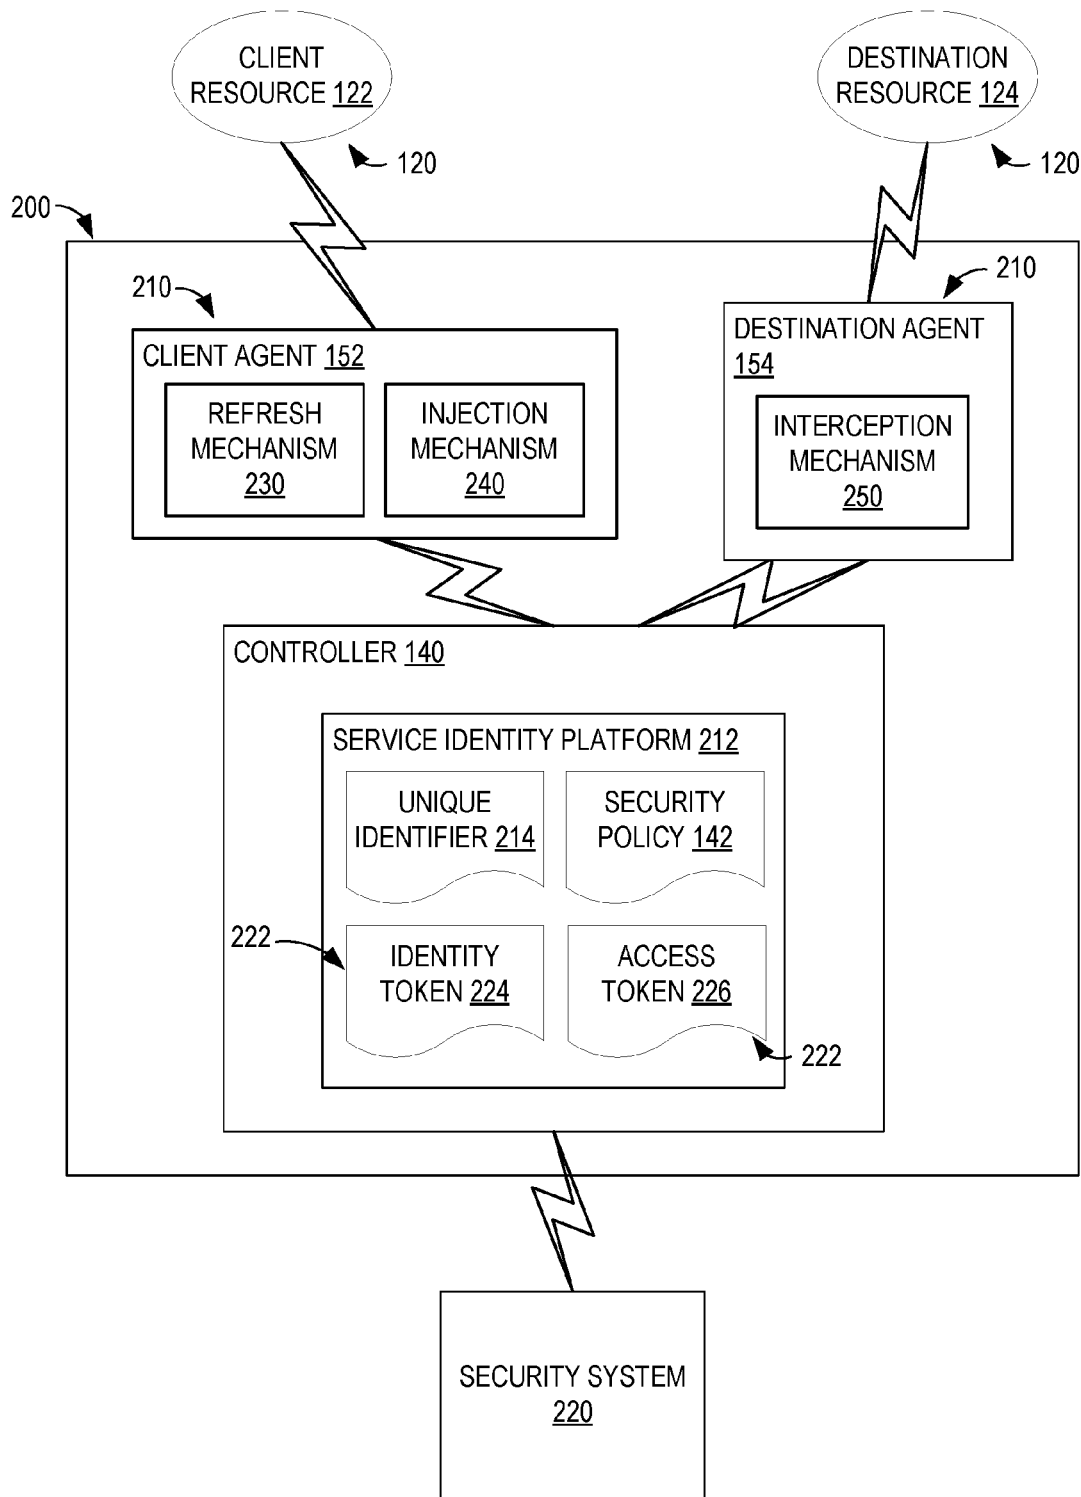 CLIENT
RESOURCE 122
DESTINATION
RESOURCE 124
120
120
200
210
210
CLIENT AGENT 152
REFRESH
MECHANISM
230
INJECTION
MECHANISM
240
DESTINATION AGENT
154
INTERCEPTION
MECHANISM
250
CONTROLLER 140
SERVICE IDENTITY PLATFORM 212
UNIQUE
IDENTIFIER 214
SECURITY
POLICY 142
222
IDENTITY
TOKEN 224
ACCESS
TOKEN 226
222
SECURITY SYSTEM
220